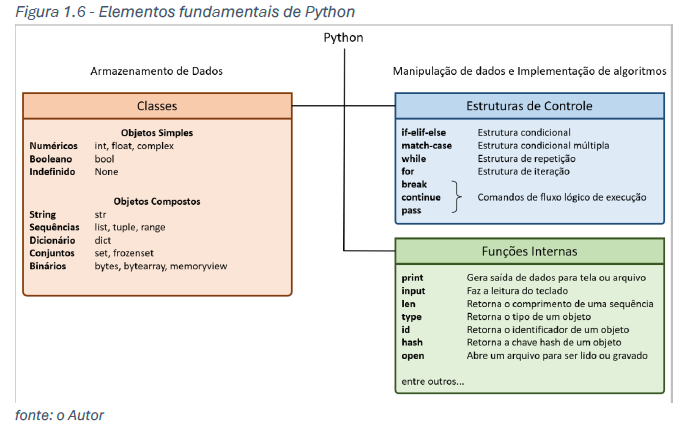 Figura 1.6 - Elementos fundamentais de Python
Python
Armazenamento de Dados
Manipulação de dados e Implementação de algoritmos
Classes
Objetos Simples
Numéricos int, float, complex
Booleano bool
Indefinido None
Objetos Compostos
String str
Sequências list, tuple, range
Dicionário dict
Conjuntos set, frozenset
Binários bytes, bytearray, memoryview
Estruturas de Controle
if-elif-else Estrutura condicional
match-case Estrutura condicional múltipla
while Estrutura de repetição
for Estrutura de iteração
break
continue Comandos de fluxo lógico de execução
pass
Funções Internas
print Gera saída de dados para tela ou arquivo
input Faz a leitura do teclado
len Retorna o comprimento de uma sequência
type Retorna o tipo de um objeto
id Retorna o identificador de um objeto
hash Retorna a chave hash de um objeto
open Abre um arquivo para ser lido ou gravado
entre outros...
fonte: o Autor